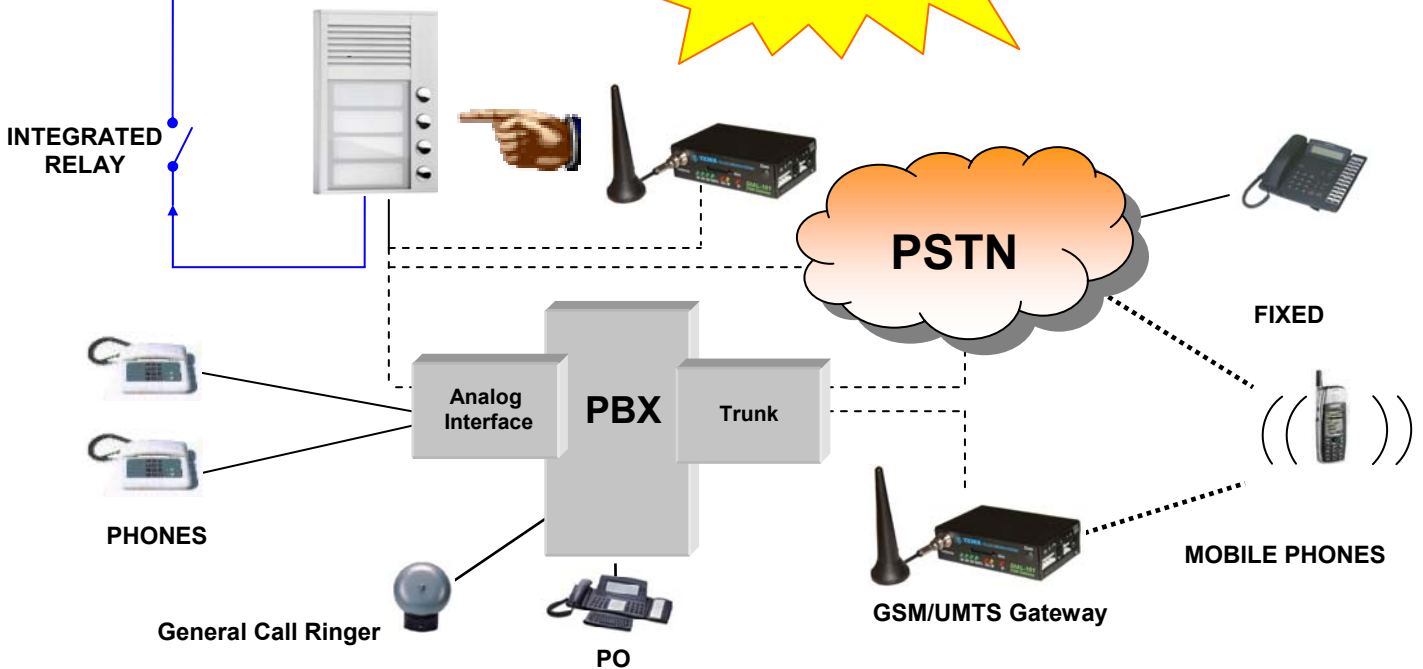 INTEGRATED
RELAY
PSTN
FIXED
Analog
Interface
PBX
Trunk
PHONES
MOBILE PHONES
GSM/UMTS Gateway
General Call Ringer
PO